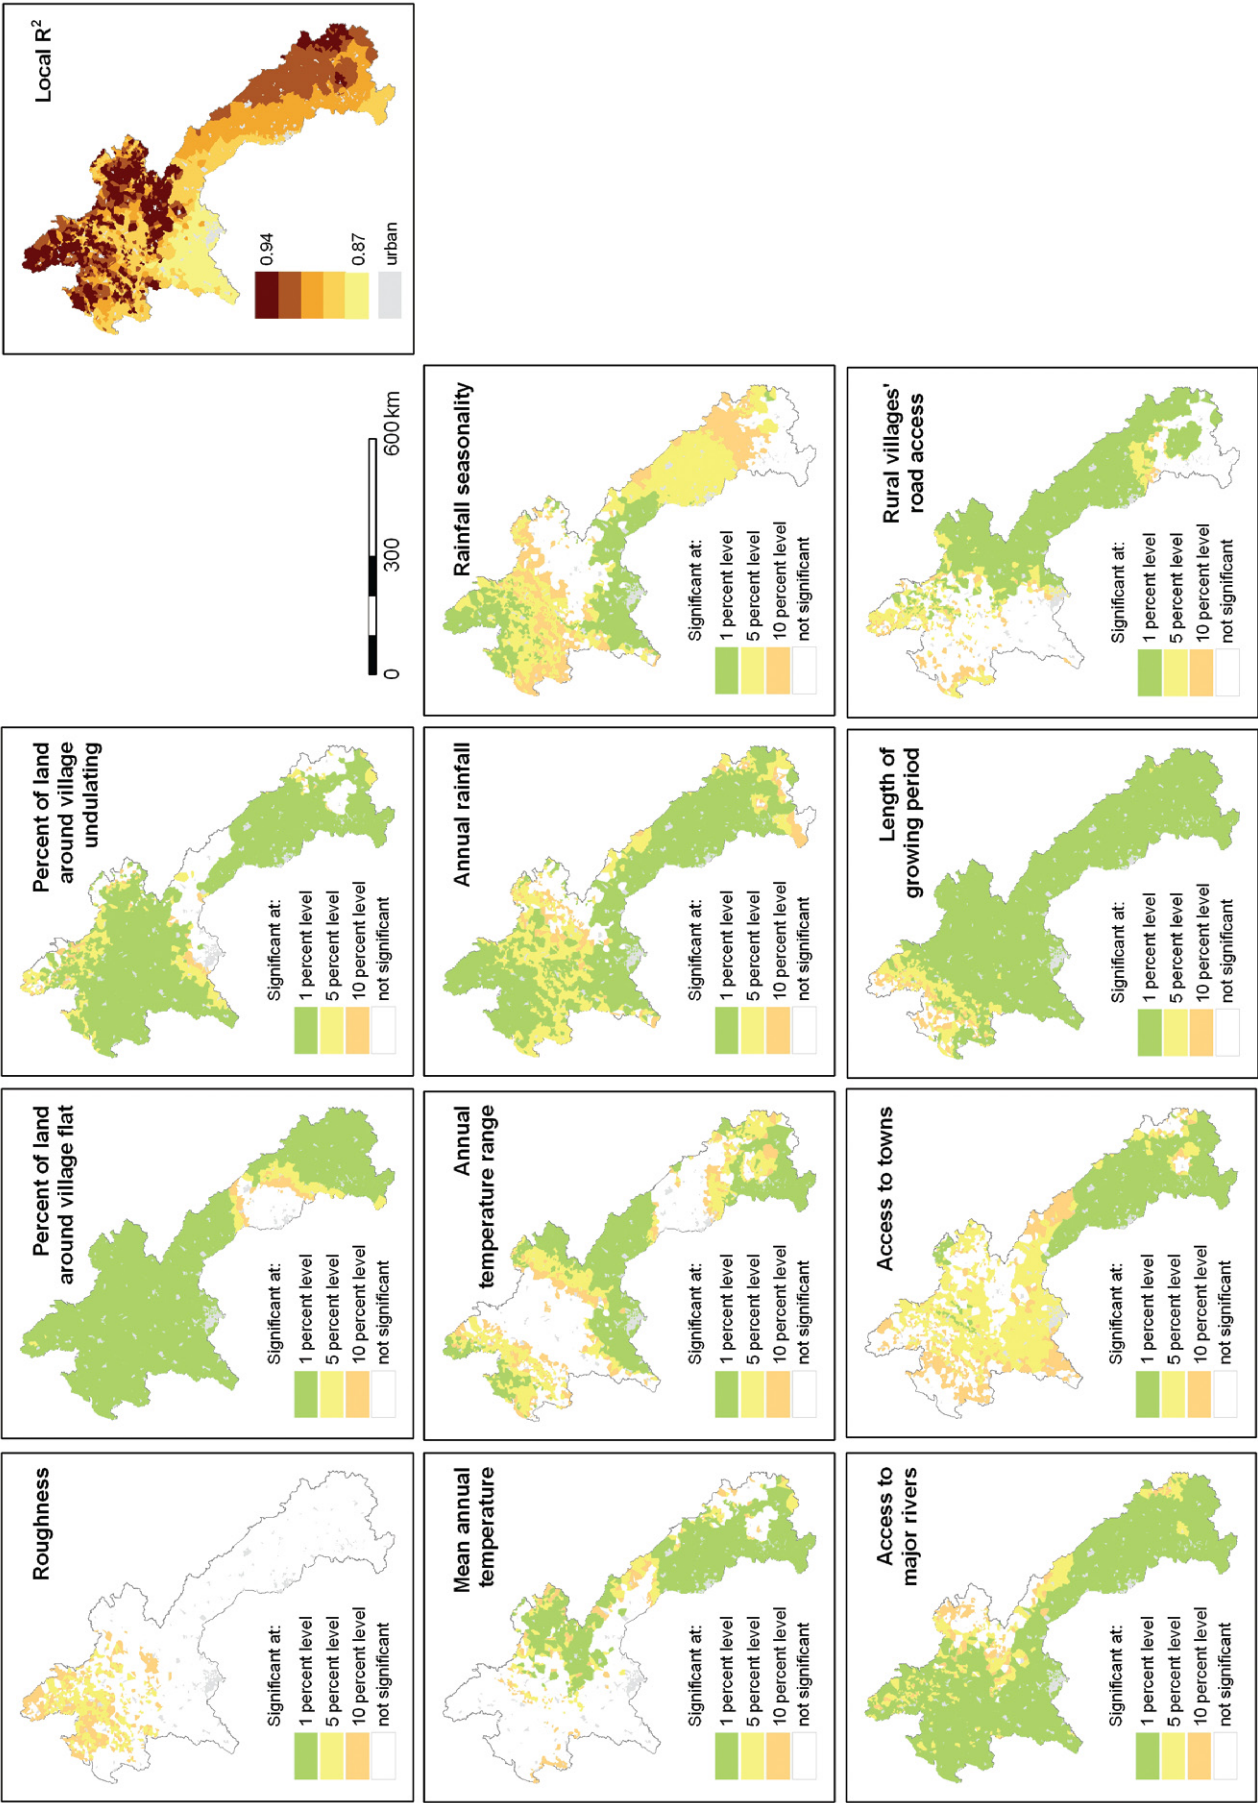 Roughness
Significant at:
1 percent level
5 percent level
10 percent level
not significant
Percent of land
around village flat
Significant at:
1 percent level
5 percent level
10 percent level
not significant
Percent of land
around village
undulating
Significant at:
1 percent level
5 percent level
10 percent level
not significant
0 300 600 km
Local R²
0.94
0.87
urban
Mean annual
temperature
Significant at:
1 percent level
5 percent level
10 percent level
not significant
Annual
temperature range
Significant at:
1 percent level
5 percent level
10 percent level
not significant
Annual rainfall
Significant at:
1 percent level
5 percent level
10 percent level
not significant
Rainfall seasonality
Significant at:
1 percent level
5 percent level
10 percent level
not significant
Access to
major rivers
Significant at:
1 percent level
5 percent level
10 percent level
not significant
Access to towns
Significant at:
1 percent level
5 percent level
10 percent level
not significant
Length of
growing period
Significant at:
1 percent level
5 percent level
10 percent level
not significant
Rural villages'
road access
Significant at:
1 percent level
5 percent level
10 percent level
not significant